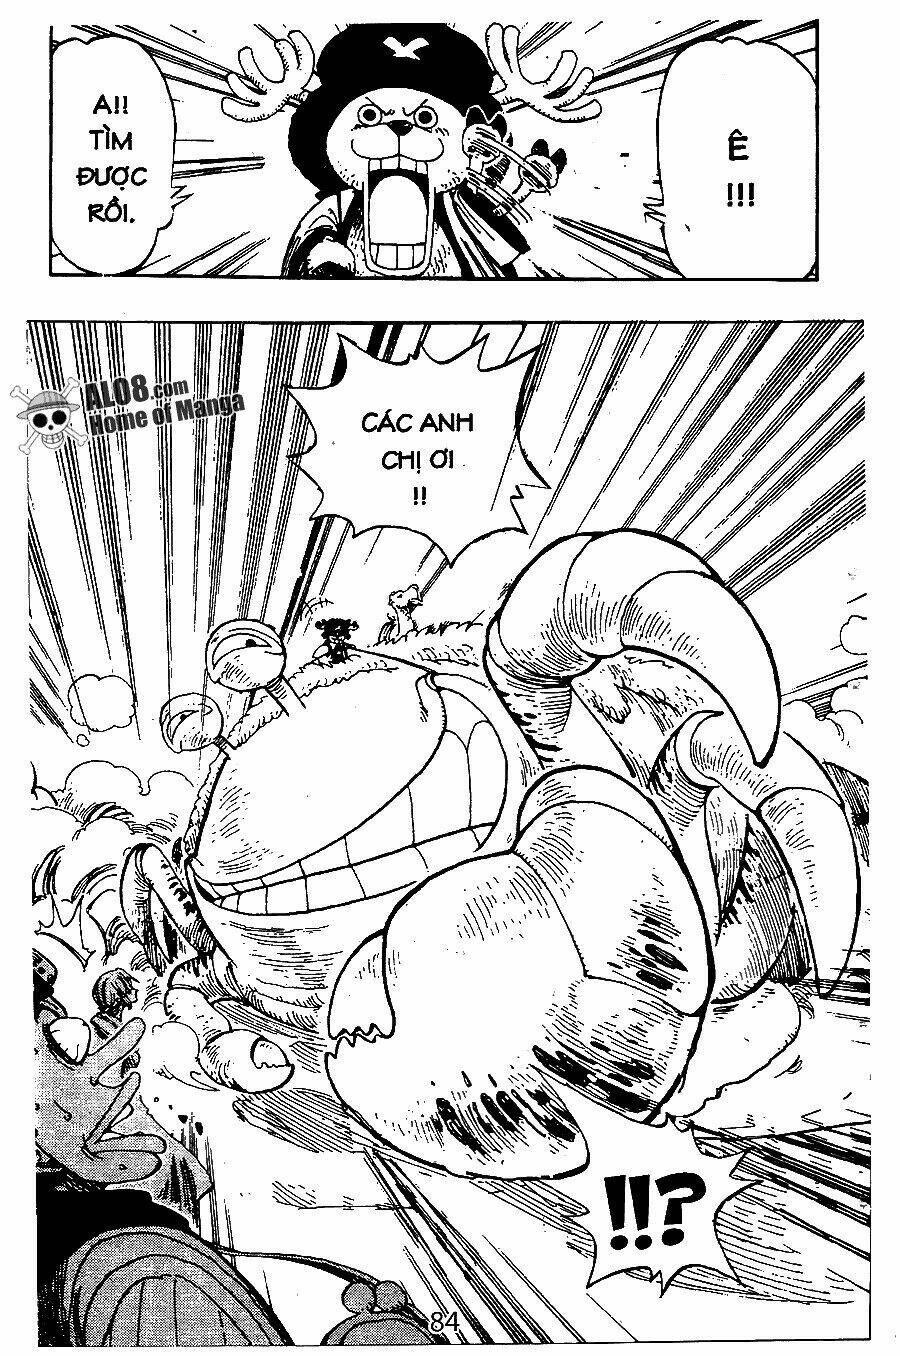 A!!
TÌM
ĐƯỢC
RỒI.
Ê
!!!
ALO8.com
Home of Manga
CÁC ANH
CHỊ ƠI
!!
!!?
84